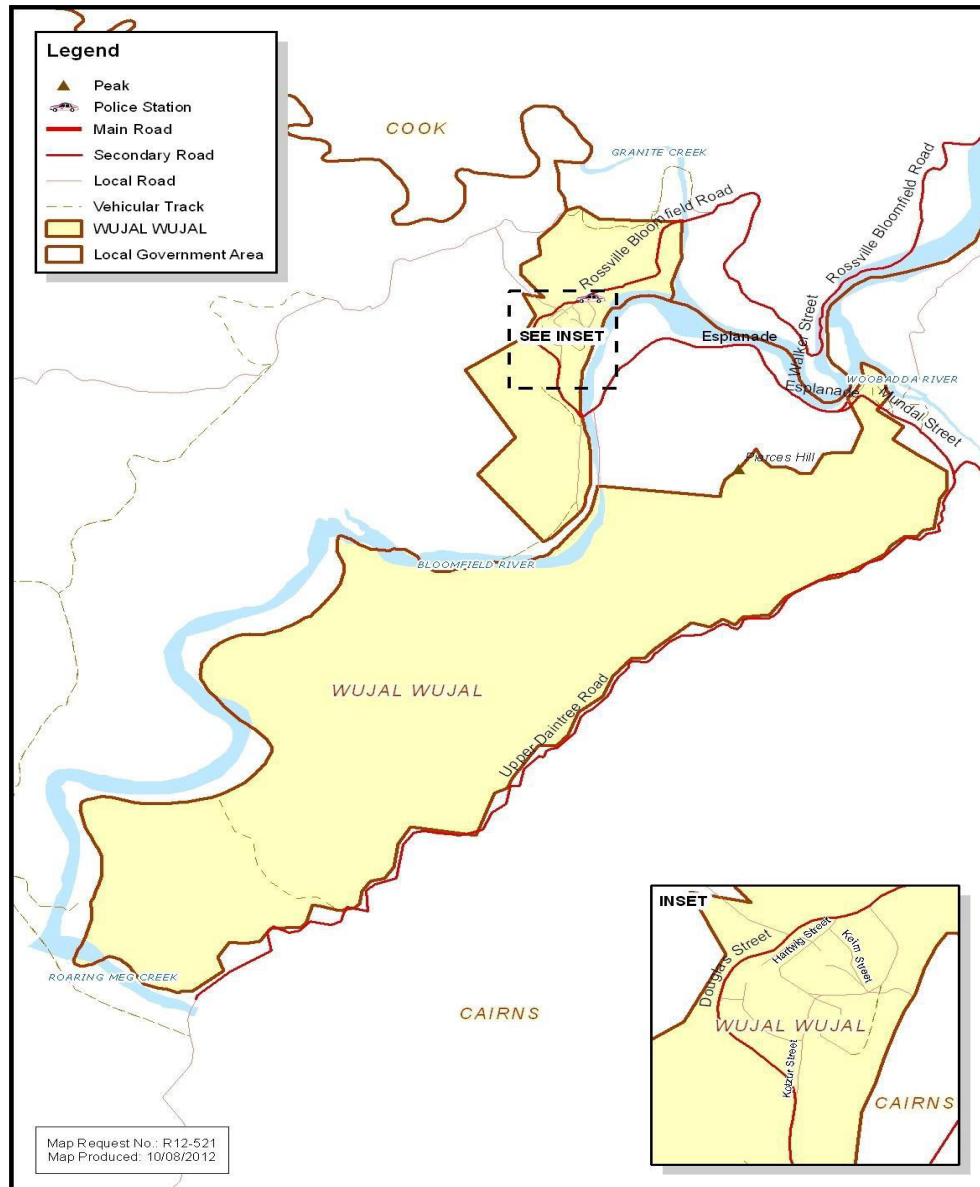 Legend
Peak
Police Station
Main Road
Secondary Road
Local Road
Vehicular Track
WUJAL WUJAL
Local Government Area
COOK
GRANITE CREEK
Rossville Bloomfield Road
Rossville Bloomfield Road
SEE INSET
Esplanade
Walker Street
Esplanade
WOOBADDA RIVER
Mundal Street
Pierces Hill
BLOOMFIELD RIVER
WUJAL WUJAL
Upper Daintree Road
ROARING MEG CREEK
CAIRNS
INSET
Douglas Street
Hartwig Street
Keim Street
WUJAL WUJAL
Kotzur Street
CAIRNS
Map Request No.: R12-521
Map Produced: 10/08/2012